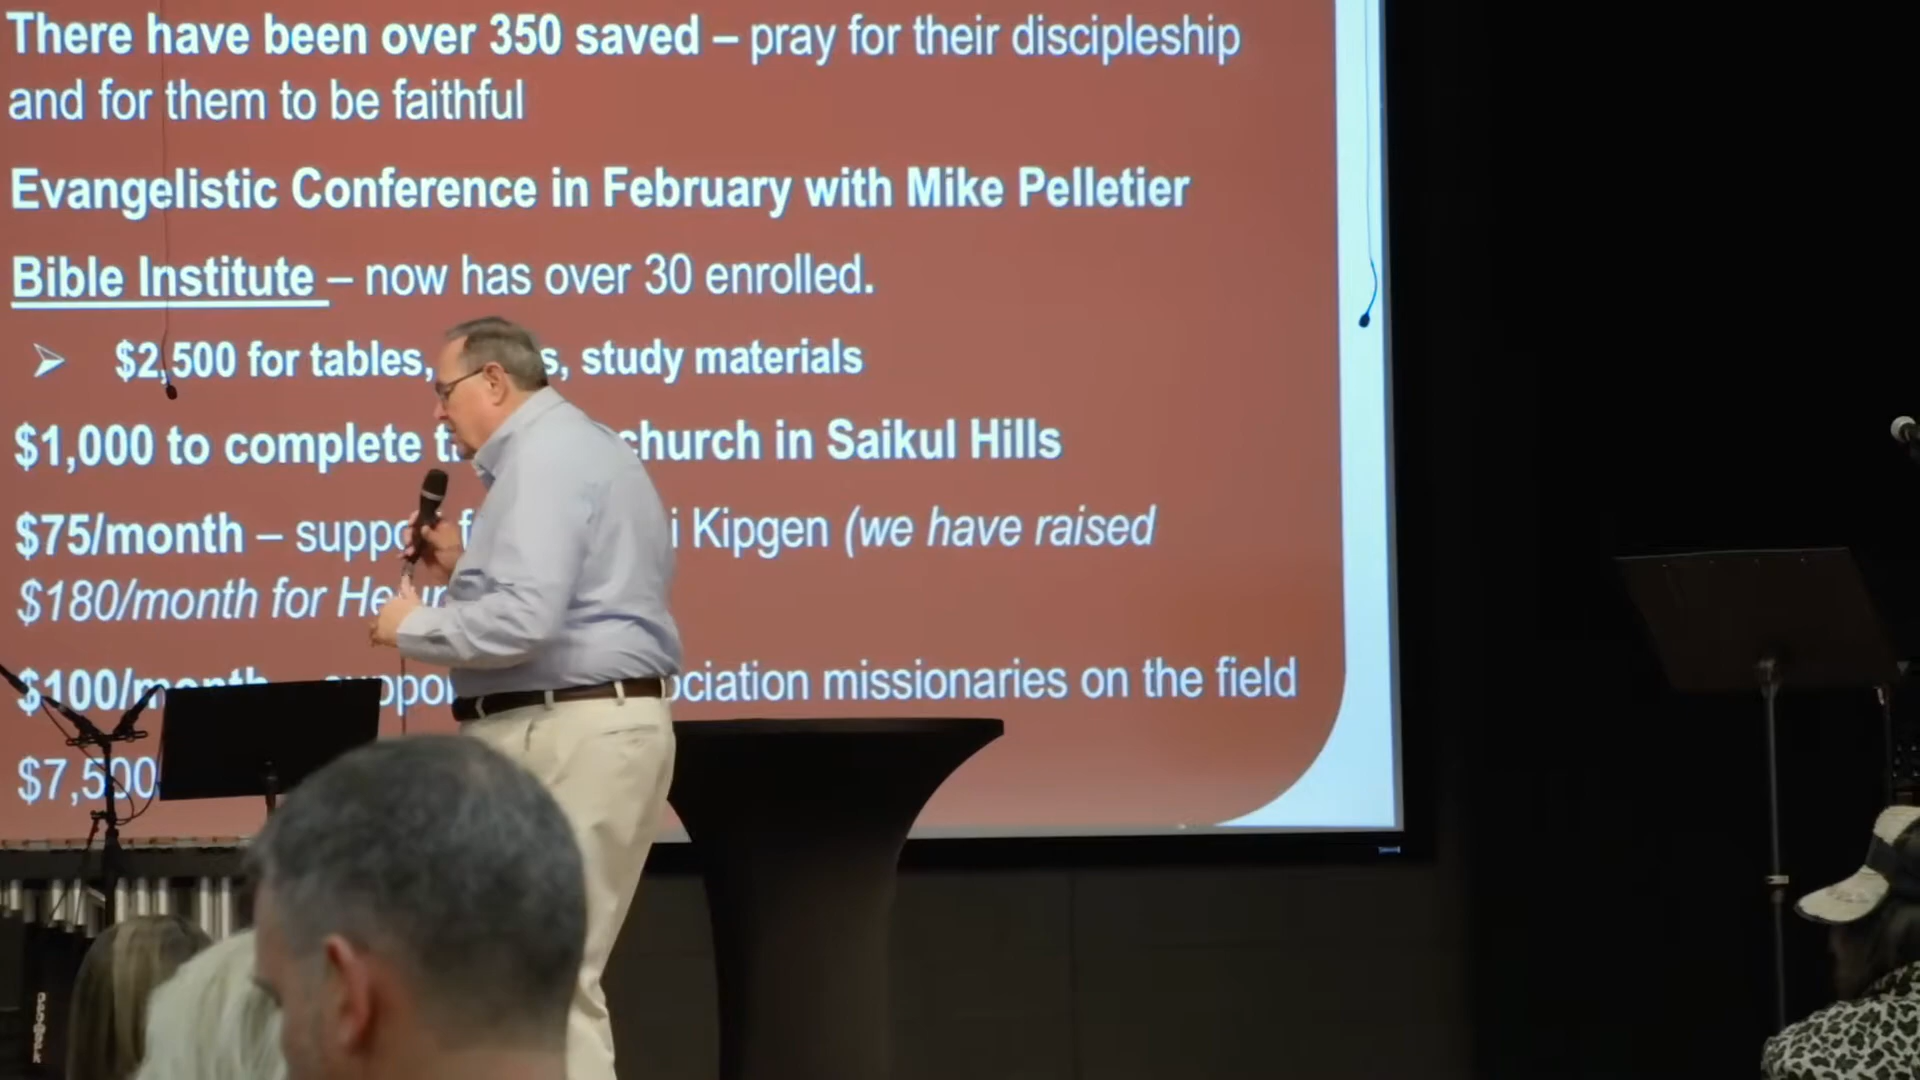 There have been over 350 saved – pray for their discipleship
and for them to be faithful
Evangelistic Conference in February with Mike Pelletier
Bible Institute – now has over 30 enrolled.
➢ $2,500 for tables, study materials
$1,000 to complete church in Saikul Hills
$75/month – support Kipgen (we have raised
$180/month for
$100/month – support missionaries on the field
$7,500